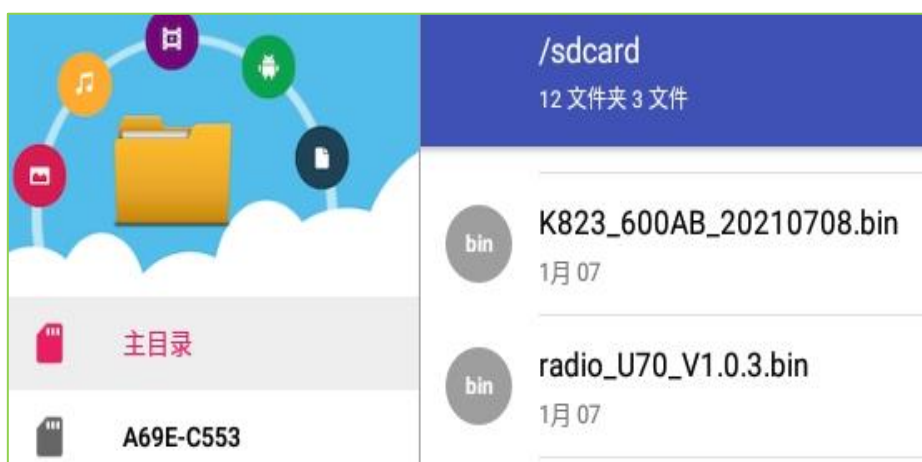 主目录
A69E-C553
/sdcard
12 文件夹 3 文件
bin
K823_600AB_20210708.bin
1月 07
bin
radio_U70_V1.0.3.bin
1月 07